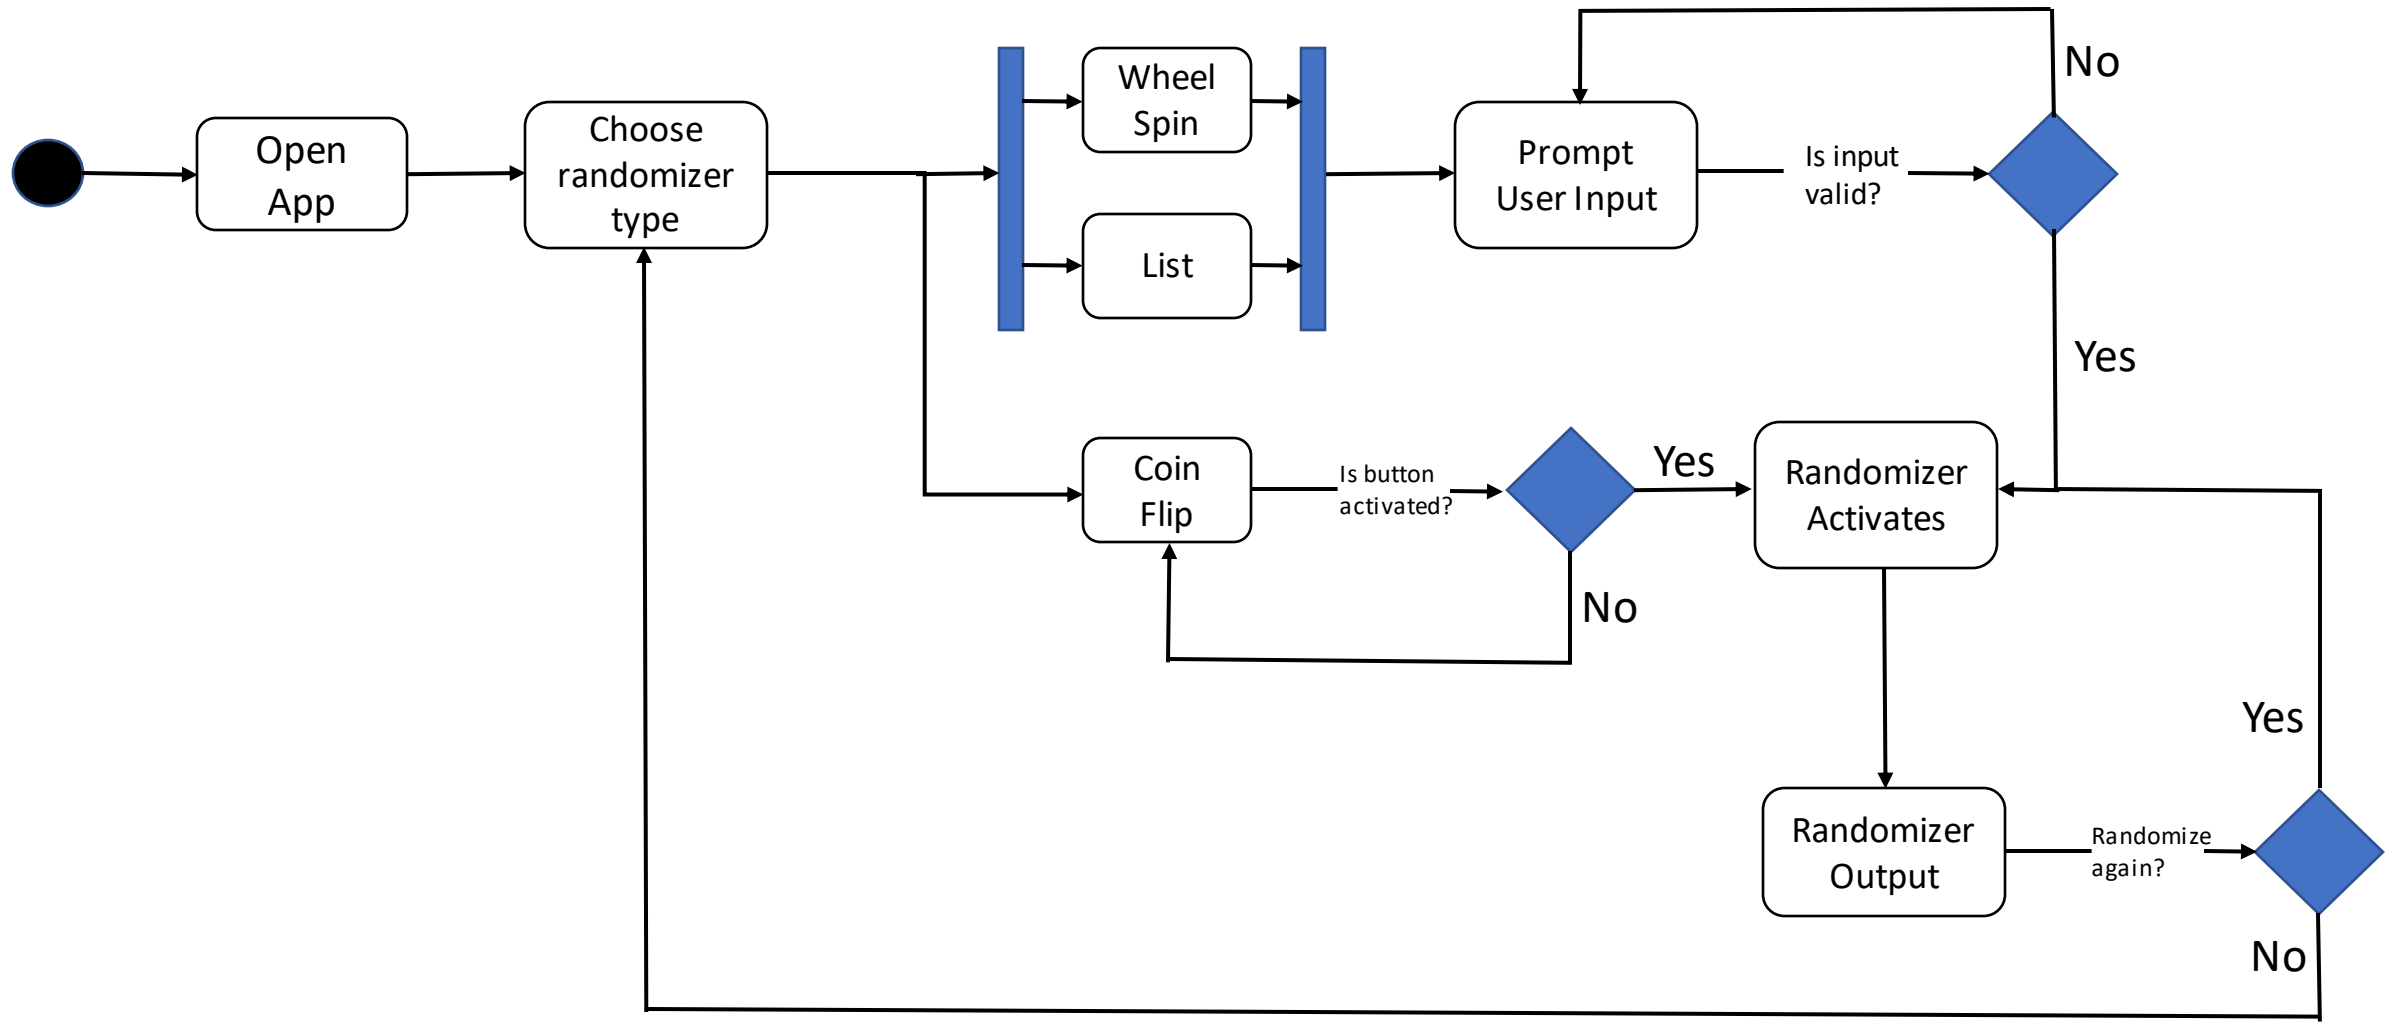 Open
App
Choose
randomizer
type
Wheel
Spin
List
Prompt
User Input
Is input
valid?
No
Yes
Coin
Flip
Is button
activated?
Yes
No
Randomizer
Activates
Randomizer
Output
Randomize
again?
Yes
No